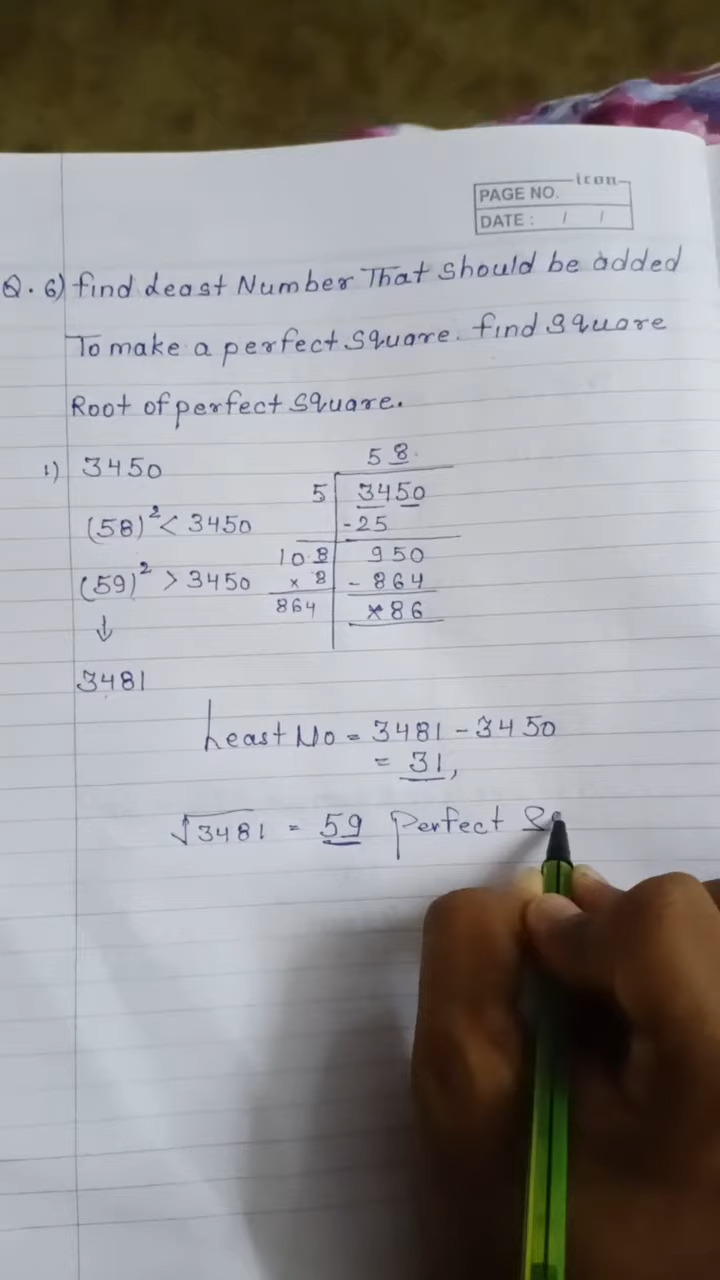 icon
PAGE NO.
DATE : / /
Q.6) find Least Number That should be added
To make a perfect square. find square
Root of perfect square.
1) 3450
(58)² < 3450
(59)² > 3450
↓
3481
58
5 3450
-25
108 950
× 8 - 864
864 ×86
Least No = 3481 - 3450
= 31,
√3481 = 59 Perfect